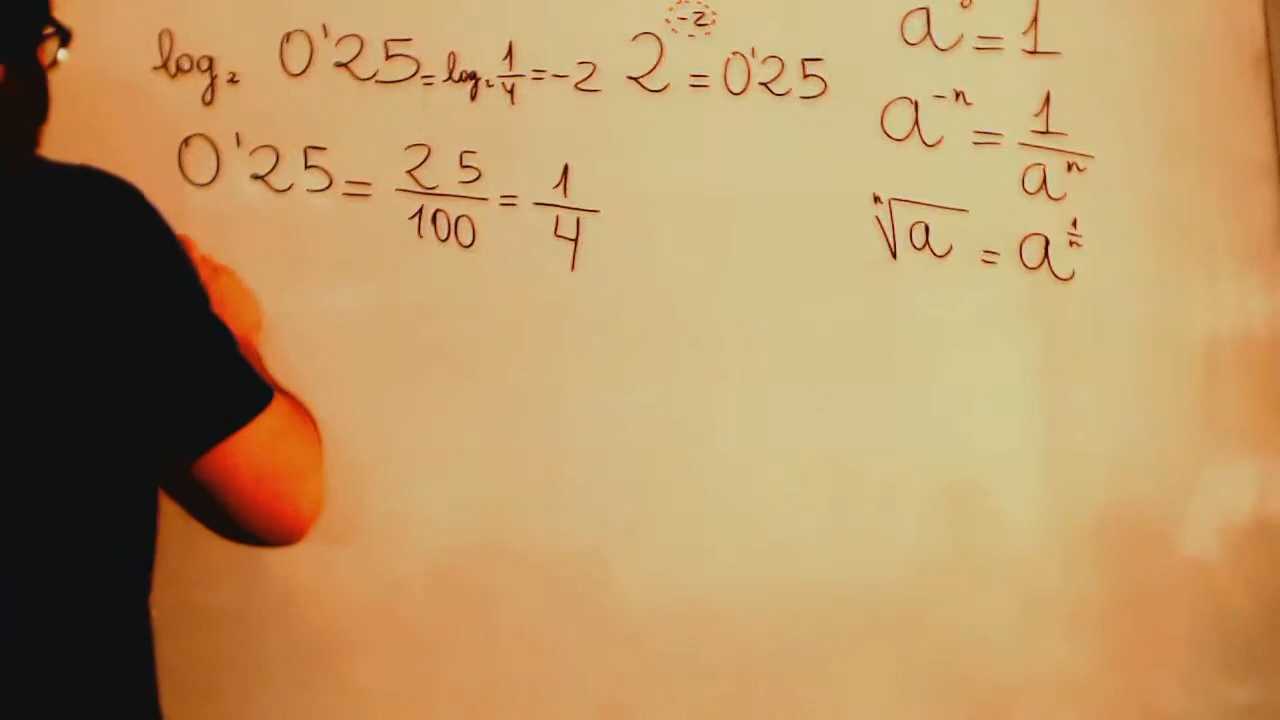 log₂ 0'25 = log₂ 1/4 = -2 2⁻² = 0'25
0'25 = 25/100 = 1/4
a⁰ = 1
a⁻ⁿ = 1/aⁿ
ⁿ√a = a^(1/n)